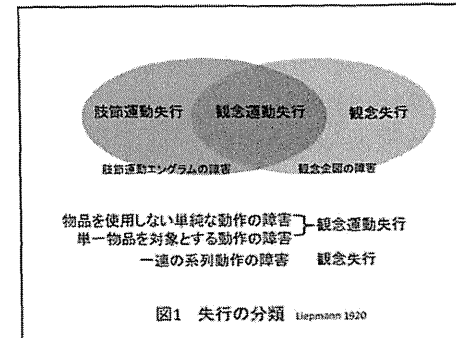 肢節運動失行 観念運動失行 観念失行
肢節運動エングラムの障害 観念企図の障害
物品を使用しない単純な動作の障害
単一物品を対象とする動作の障害
観念運動失行
一連の系列動作の障害 観念失行
図1 失行の分類 Liepmann 1920